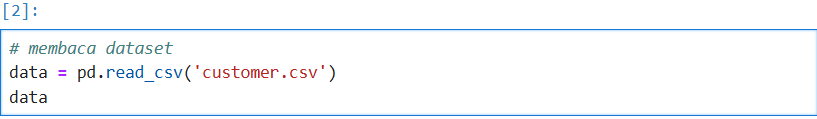 [2]:
# membaca dataset
data = pd.read_csv('customer.csv')
data